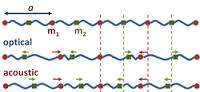 a
m₁ m₂
optical
acoustic